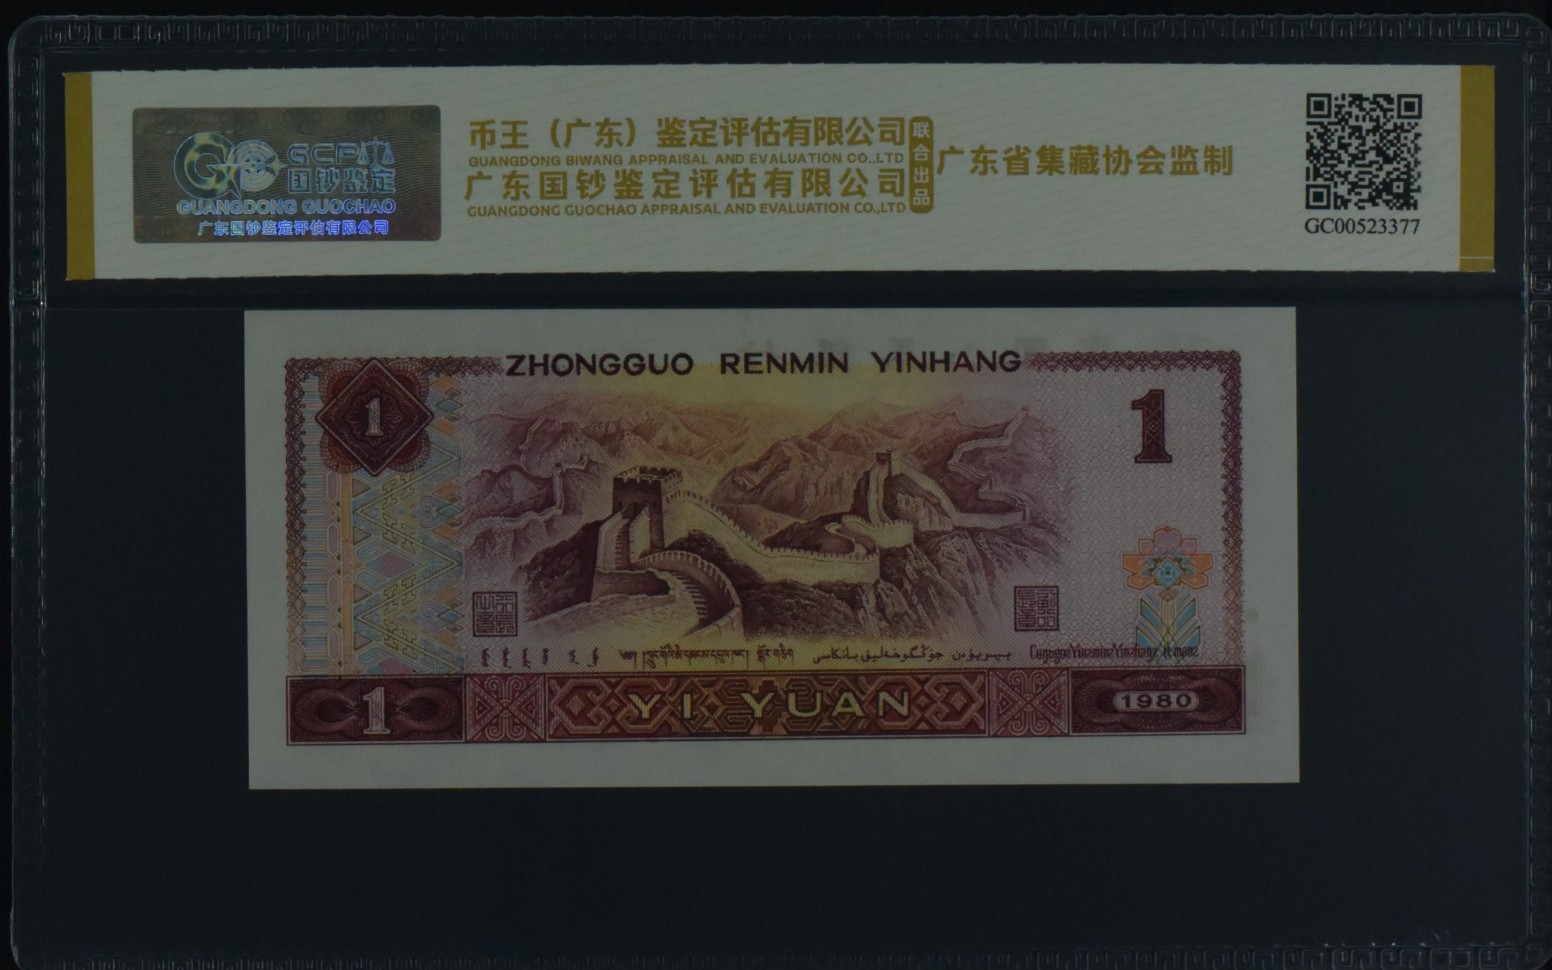 GCP
国钞鉴定
GUANGDONG GUOCHAO
广东国钞鉴定评估有限公司
币王（广东）鉴定评估有限公司
GUANGDONG BIWANG APPRAISAL AND EVALUATION CO.,LTD
广东国钞鉴定评估有限公司
GUANGDONG GUOCHAO APPRAISAL AND EVALUATION CO.,LTD
联合出品
广东省集藏协会监制
GC00523377
ZHONGGUO RENMIN YINHANG
1
1
1
YI YUAN
1980